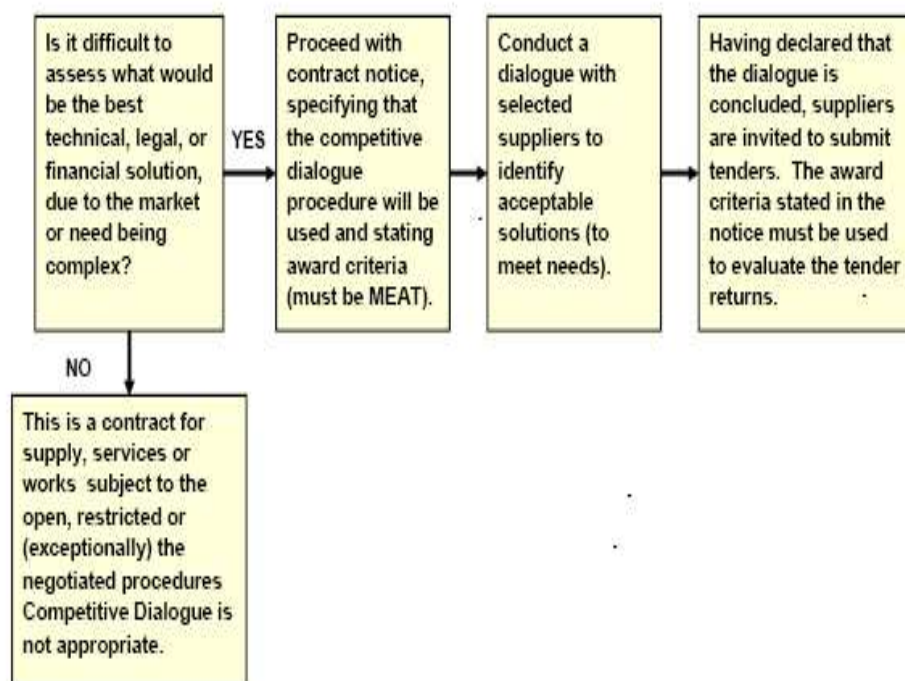 Is it difficult to
assess what would
be the best
technical, legal, or
financial solution,
due to the market
or need being
complex?
YES
Proceed with
contract notice,
specifying that
the competitive
dialogue
procedure will be
used and stating
award criteria
(must be MEAT).
Conduct a
dialogue with
selected
suppliers to
identify
acceptable
solutions (to
meet needs).
Having declared that
the dialogue is
concluded, suppliers
are invited to submit
tenders. The award
criteria stated in the
notice must be used
to evaluate the tender
returns.
NO
This is a contract for
supply, services or
works subject to the
open, restricted or
(exceptionally) the
negotiated procedures
Competitive Dialogue is
not appropriate.